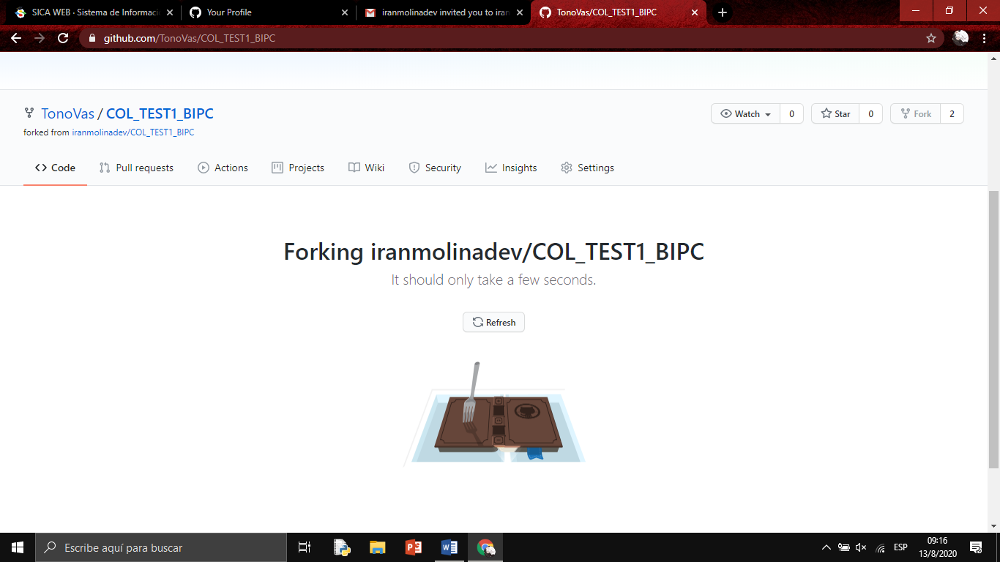 SICA WEB · Sistema de Informaci
Your Profile
iranmolinadev invited you to iran
TonoVas/COL_TEST1_BIPC
github.com/TonoVas/COL_TEST1_BIPC
TonoVas / COL_TEST1_BIPC
Watch 0
Star 0
Fork 2
forked from iranmolinadev/COL_TEST1_BIPC
Code
Pull requests
Actions
Projects
Wiki
Security
Insights
Settings
Forking iranmolinadev/COL_TEST1_BIPC
It should only take a few seconds.
Refresh
Escribe aquí para buscar
ESP
09:16
13/8/2020